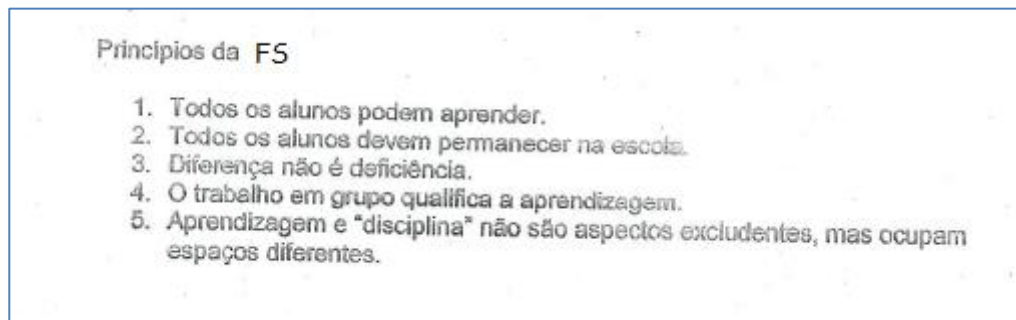 Princípios da FS
1. Todos os alunos podem aprender.
2. Todos os alunos devem permanecer na escola.
3. Diferença não é deficiência.
4. O trabalho em grupo qualifica a aprendizagem.
5. Aprendizagem e "disciplina" não são aspectos excludentes, mas ocupam
espaços diferentes.